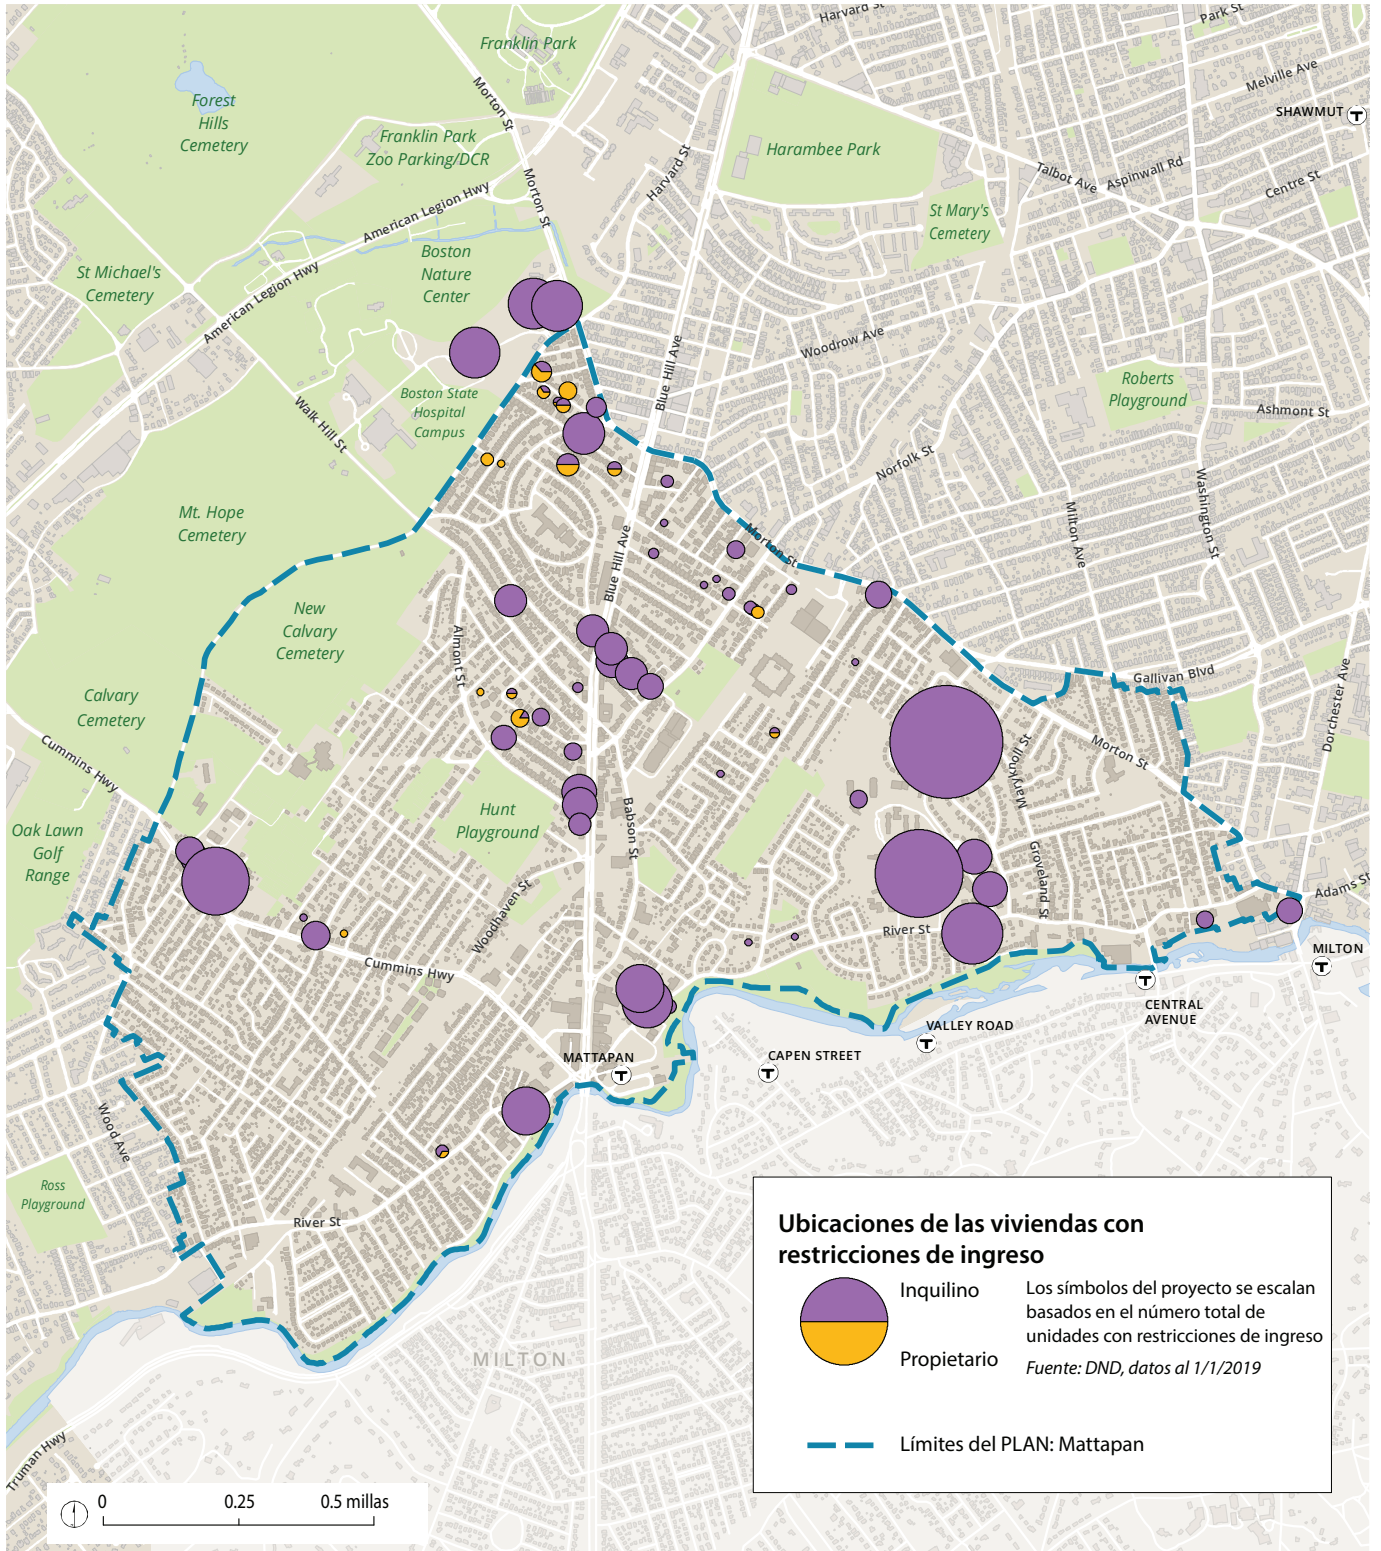 Harvard St
Park St
Franklin Park
Melville Ave
Morton St
SHAWMUT
Forest
Hills
Cemetery
Franklin Park
Zoo Parking/DCR
Harambee Park
Harvard St
Talbot Ave
Aspinwall Rd
Centre St
American Legion Hwy
Morton St
St Mary's
Cemetery
Boston
Nature
Center
St Michael's
Cemetery
American Legion Hwy
Woodrow Ave
Blue Hill Ave
Roberts
Playground
Ashmont St
Boston State
Hospital
Campus
Walk Hill St
Norfolk St
Washington St
Milton Ave
Mt. Hope
Cemetery
Morton St
Blue Hill Ave
New
Calvary
Cemetery
Almont St
Gallivan Blvd
Dorchester Ave
Calvary
Cemetery
Cummins Hwy
Morton St
Maryknoll St
Hunt
Playground
Babson St
Oak Lawn
Golf
Range
Groveland St
Adams St
Woodhaven St
River St
MILTON
Cummins Hwy
CENTRAL
AVENUE
VALLEY ROAD
CAPEN STREET
MATTAPAN
Wood Ave
Ross
Playground
River St
MILTON
Truman Hwy
Ubicaciones de las viviendas con
restricciones de ingreso
Inquilino
Propietario
Los símbolos del proyecto se escalan
basados en el número total de
unidades con restricciones de ingreso
Fuente: DND, datos al 1/1/2019
Límites del PLAN: Mattapan
0 0.25 0.5 millas